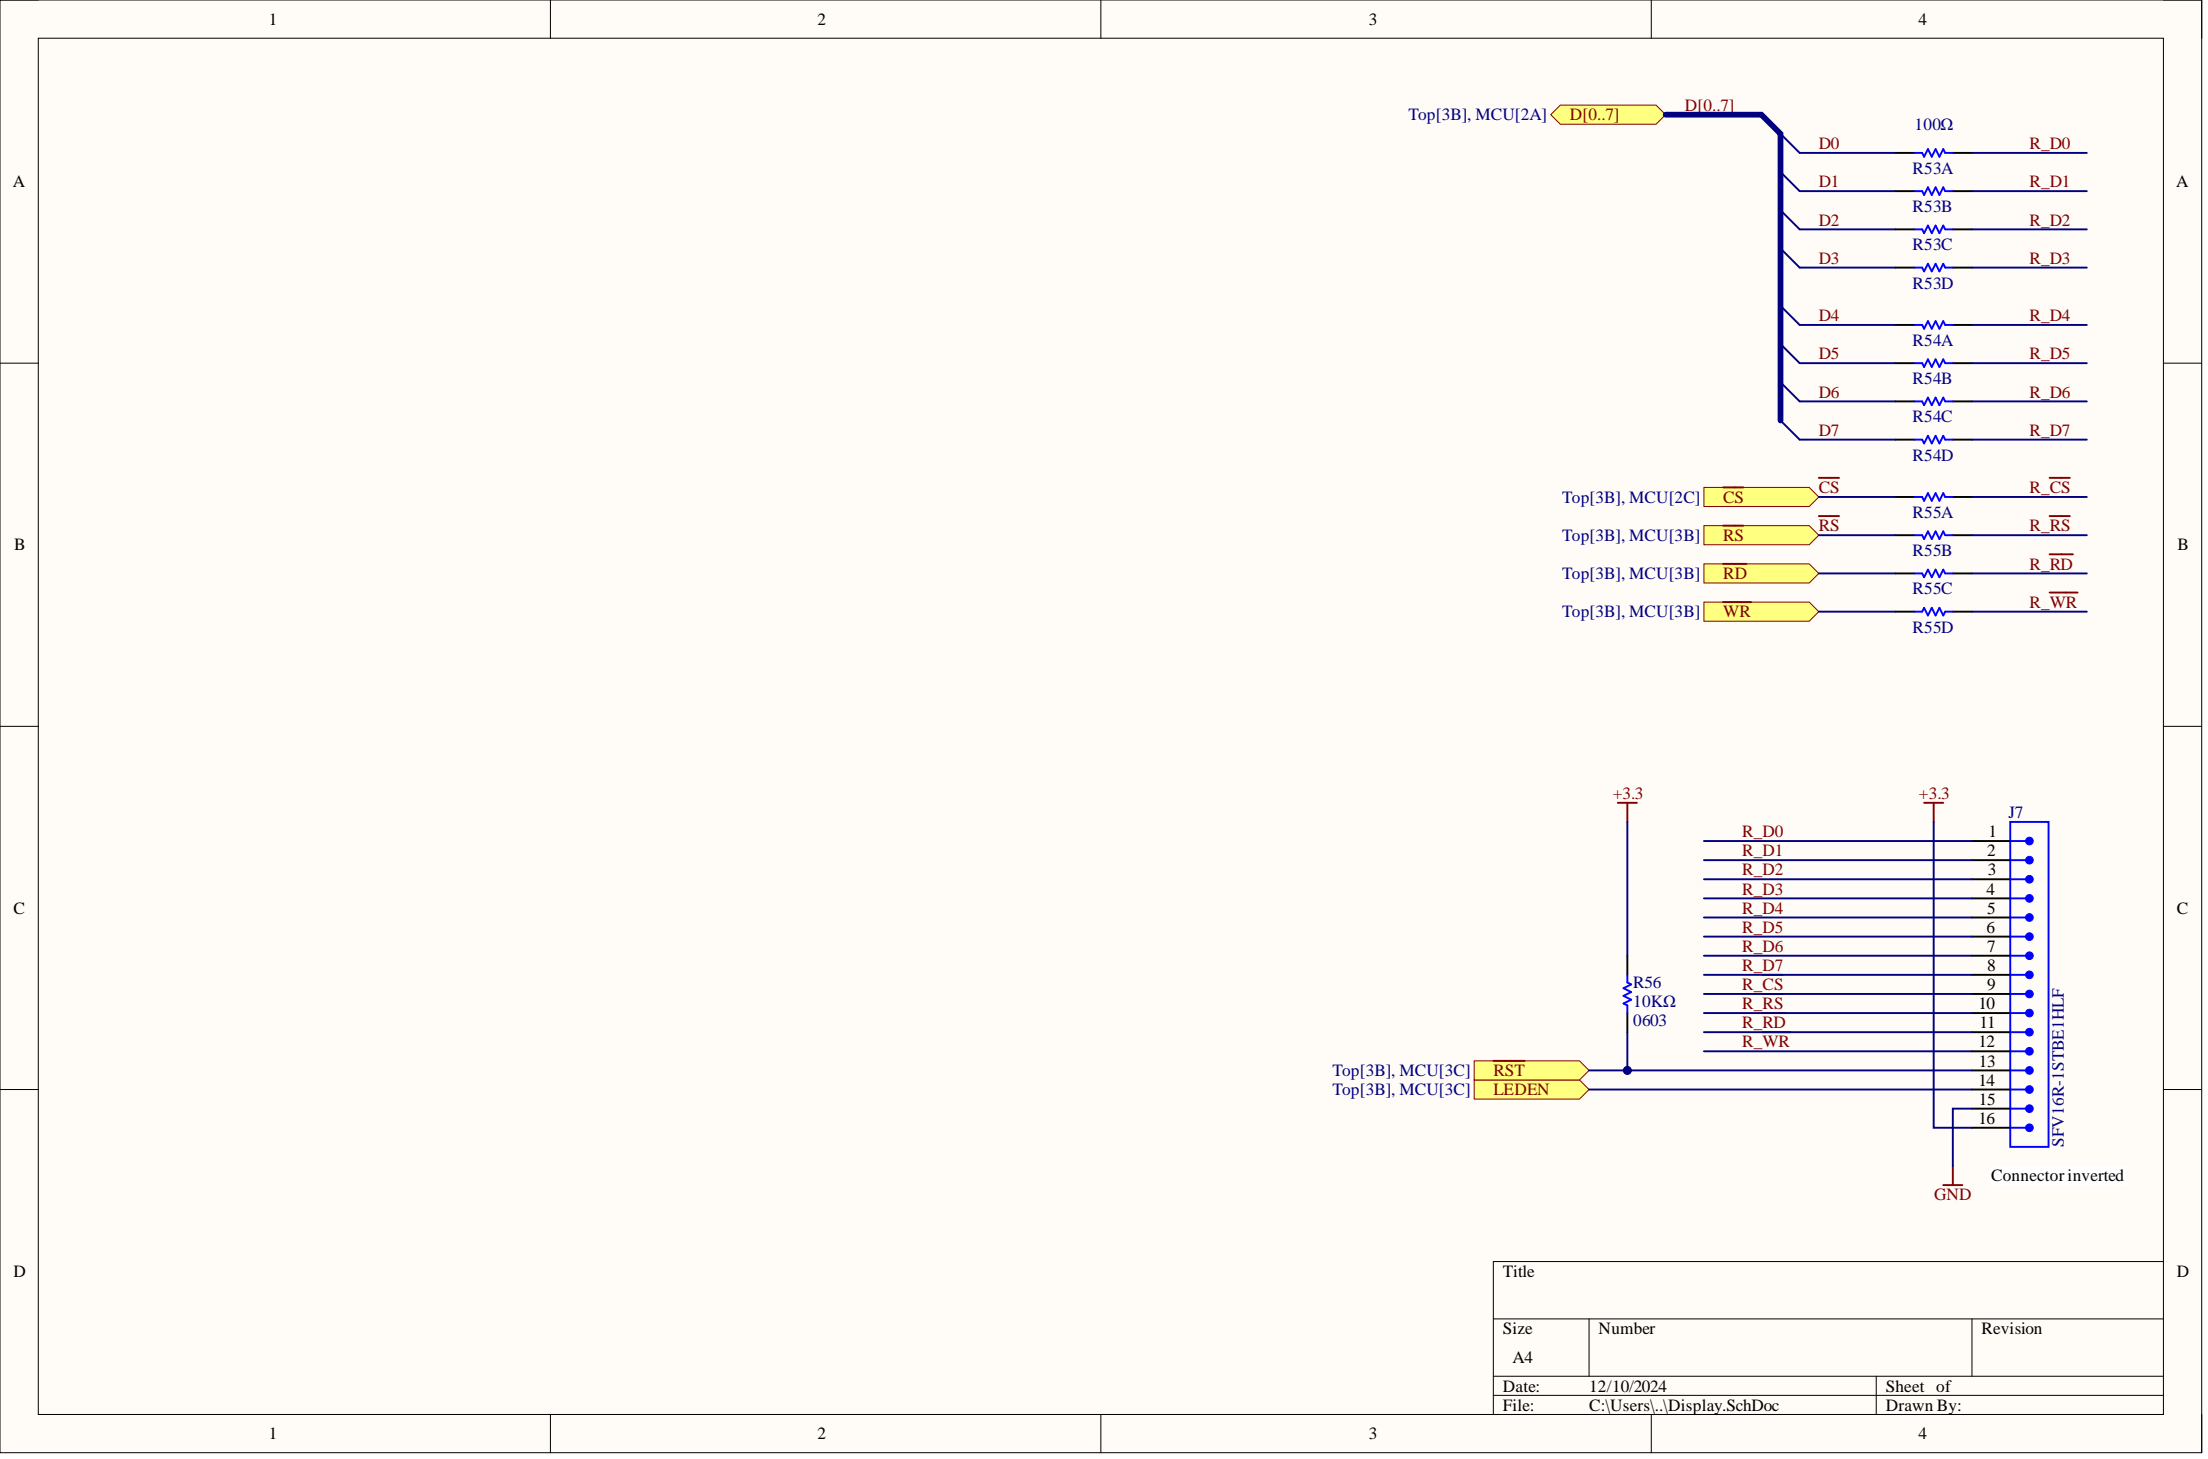 1 2 3 4
A A
B B
C C
D D
Top[3B], MCU[2A] D[0..7] D[0..7]
100Ω
D0 R_D0
R53A
D1 R_D1
R53B
D2 R_D2
R53C
D3 R_D3
R53D
D4 R_D4
R54A
D5 R_D5
R54B
D6 R_D6
R54C
D7 R_D7
R54D
Top[3B], MCU[2C] CS CS R_CS
R55A
Top[3B], MCU[3B] RS RS R_RS
R55B
Top[3B], MCU[3B] RD R_RD
R55C
Top[3B], MCU[3B] WR R_WR
R55D
+3.3 +3.3
J7
R_D0 1
R_D1 2
R_D2 3
R_D3 4
R_D4 5
R_D5 6
R_D6 7
R_D7 8
R_CS 9
R_RS 10
R_RD 11
R_WR 12
R56
10KΩ
0603
Top[3B], MCU[3C] RST 13
Top[3B], MCU[3C] LEDEN 14
15
16
SFV16R-1STBE1HLF
Connector inverted
GND
Title
Size Number Revision
A4
Date: 12/10/2024 Sheet of
File: C:\Users\..\Display.SchDoc Drawn By:
1 2 3 4